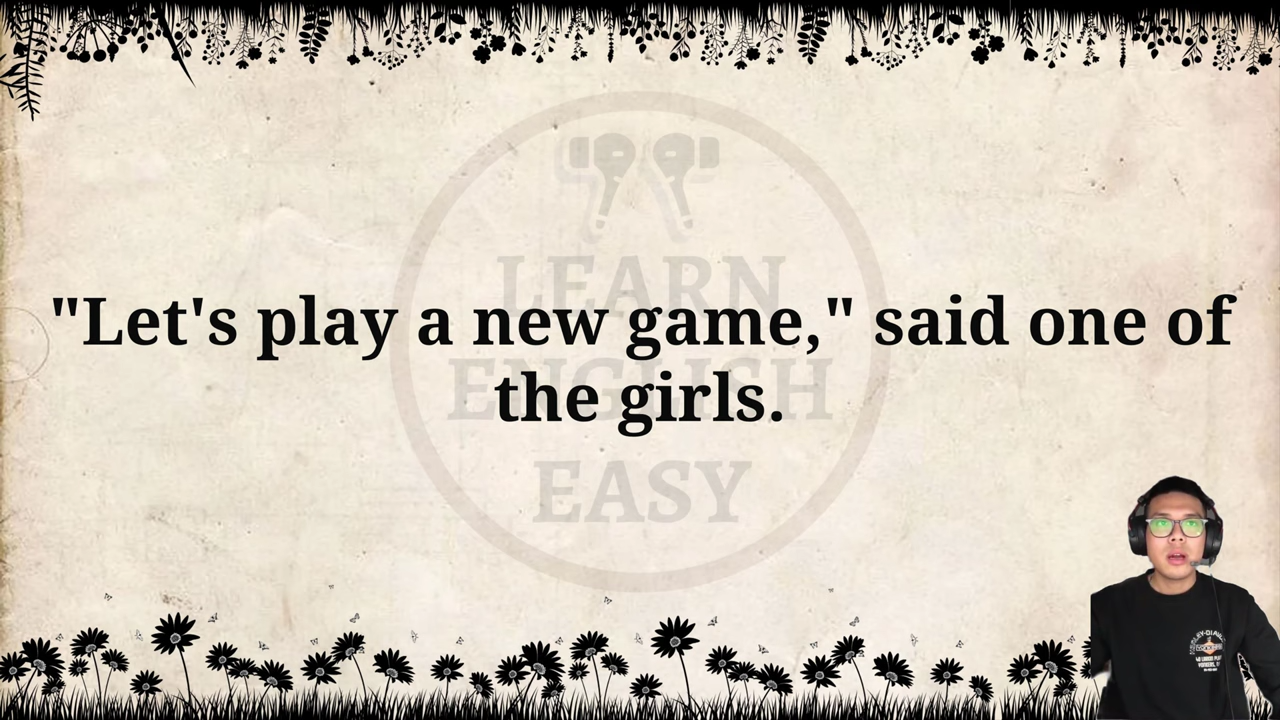 "Let's play a new game," said one of
the girls.
LEARN
ENGLISH
EASY